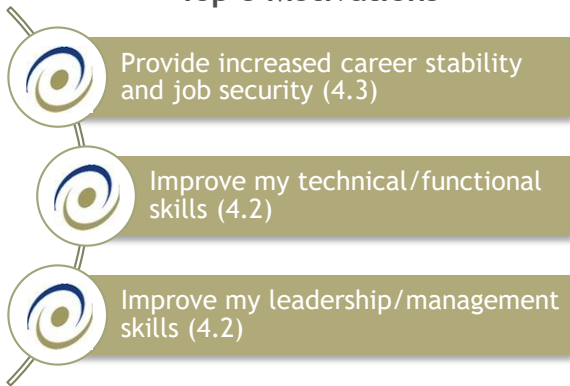 Provide increased career stability
and job security (4.3)
Improve my technical/functional
skills (4.2)
Improve my leadership/management
skills (4.2)